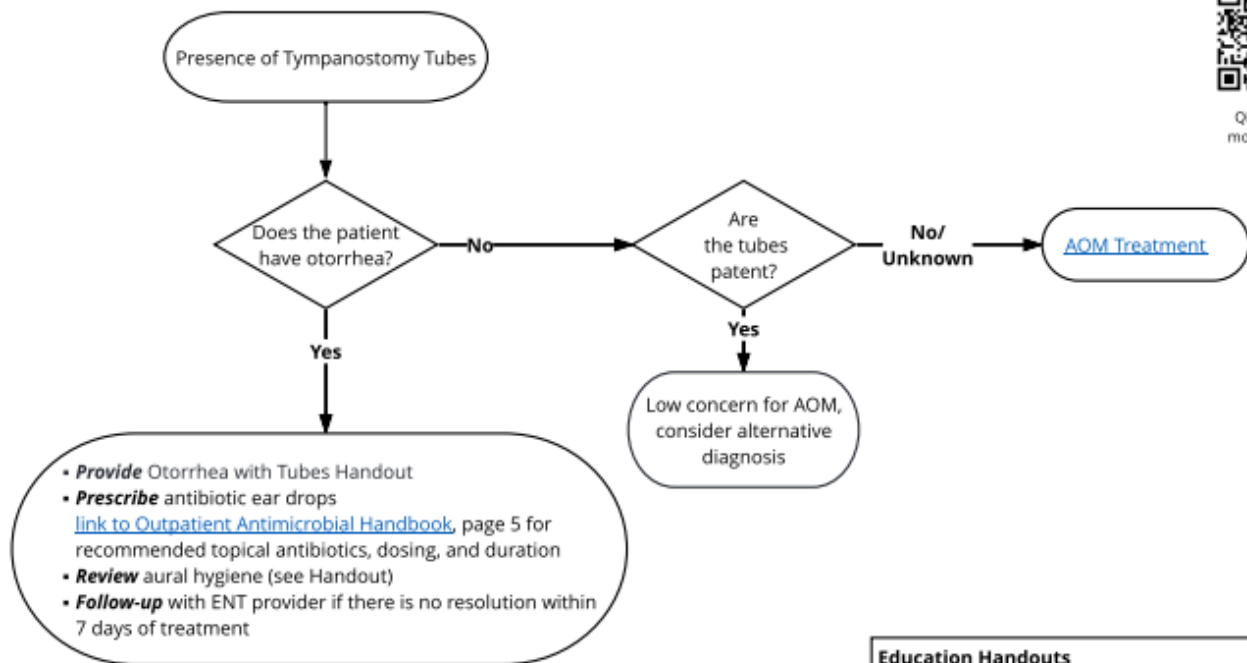 Presence of Tympanostomy Tubes
Does the patient
have otorrhea?
No
Are
the tubes
patent?
No/
Unknown
AOM Treatment
Yes
Yes
Low concern for AOM,
consider alternative
diagnosis
▪ Provide Otorrhea with Tubes Handout
▪ Prescribe antibiotic ear drops
link to Outpatient Antimicrobial Handbook, page 5 for
recommended topical antibiotics, dosing, and duration
▪ Review aural hygiene (see Handout)
▪ Follow-up with ENT provider if there is no resolution within
7 days of treatment
Education Handouts